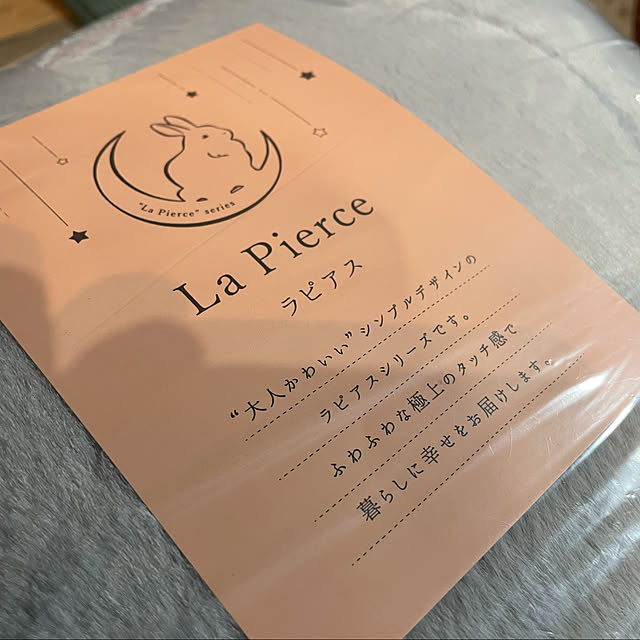 "La Pierce" series
La Pierce
ラピアス
“大人かわいい”シンプルデザインの
ラピアスシリーズです。
ふわふわな極上のタッチ感で
暮らしに幸せをお届けします。